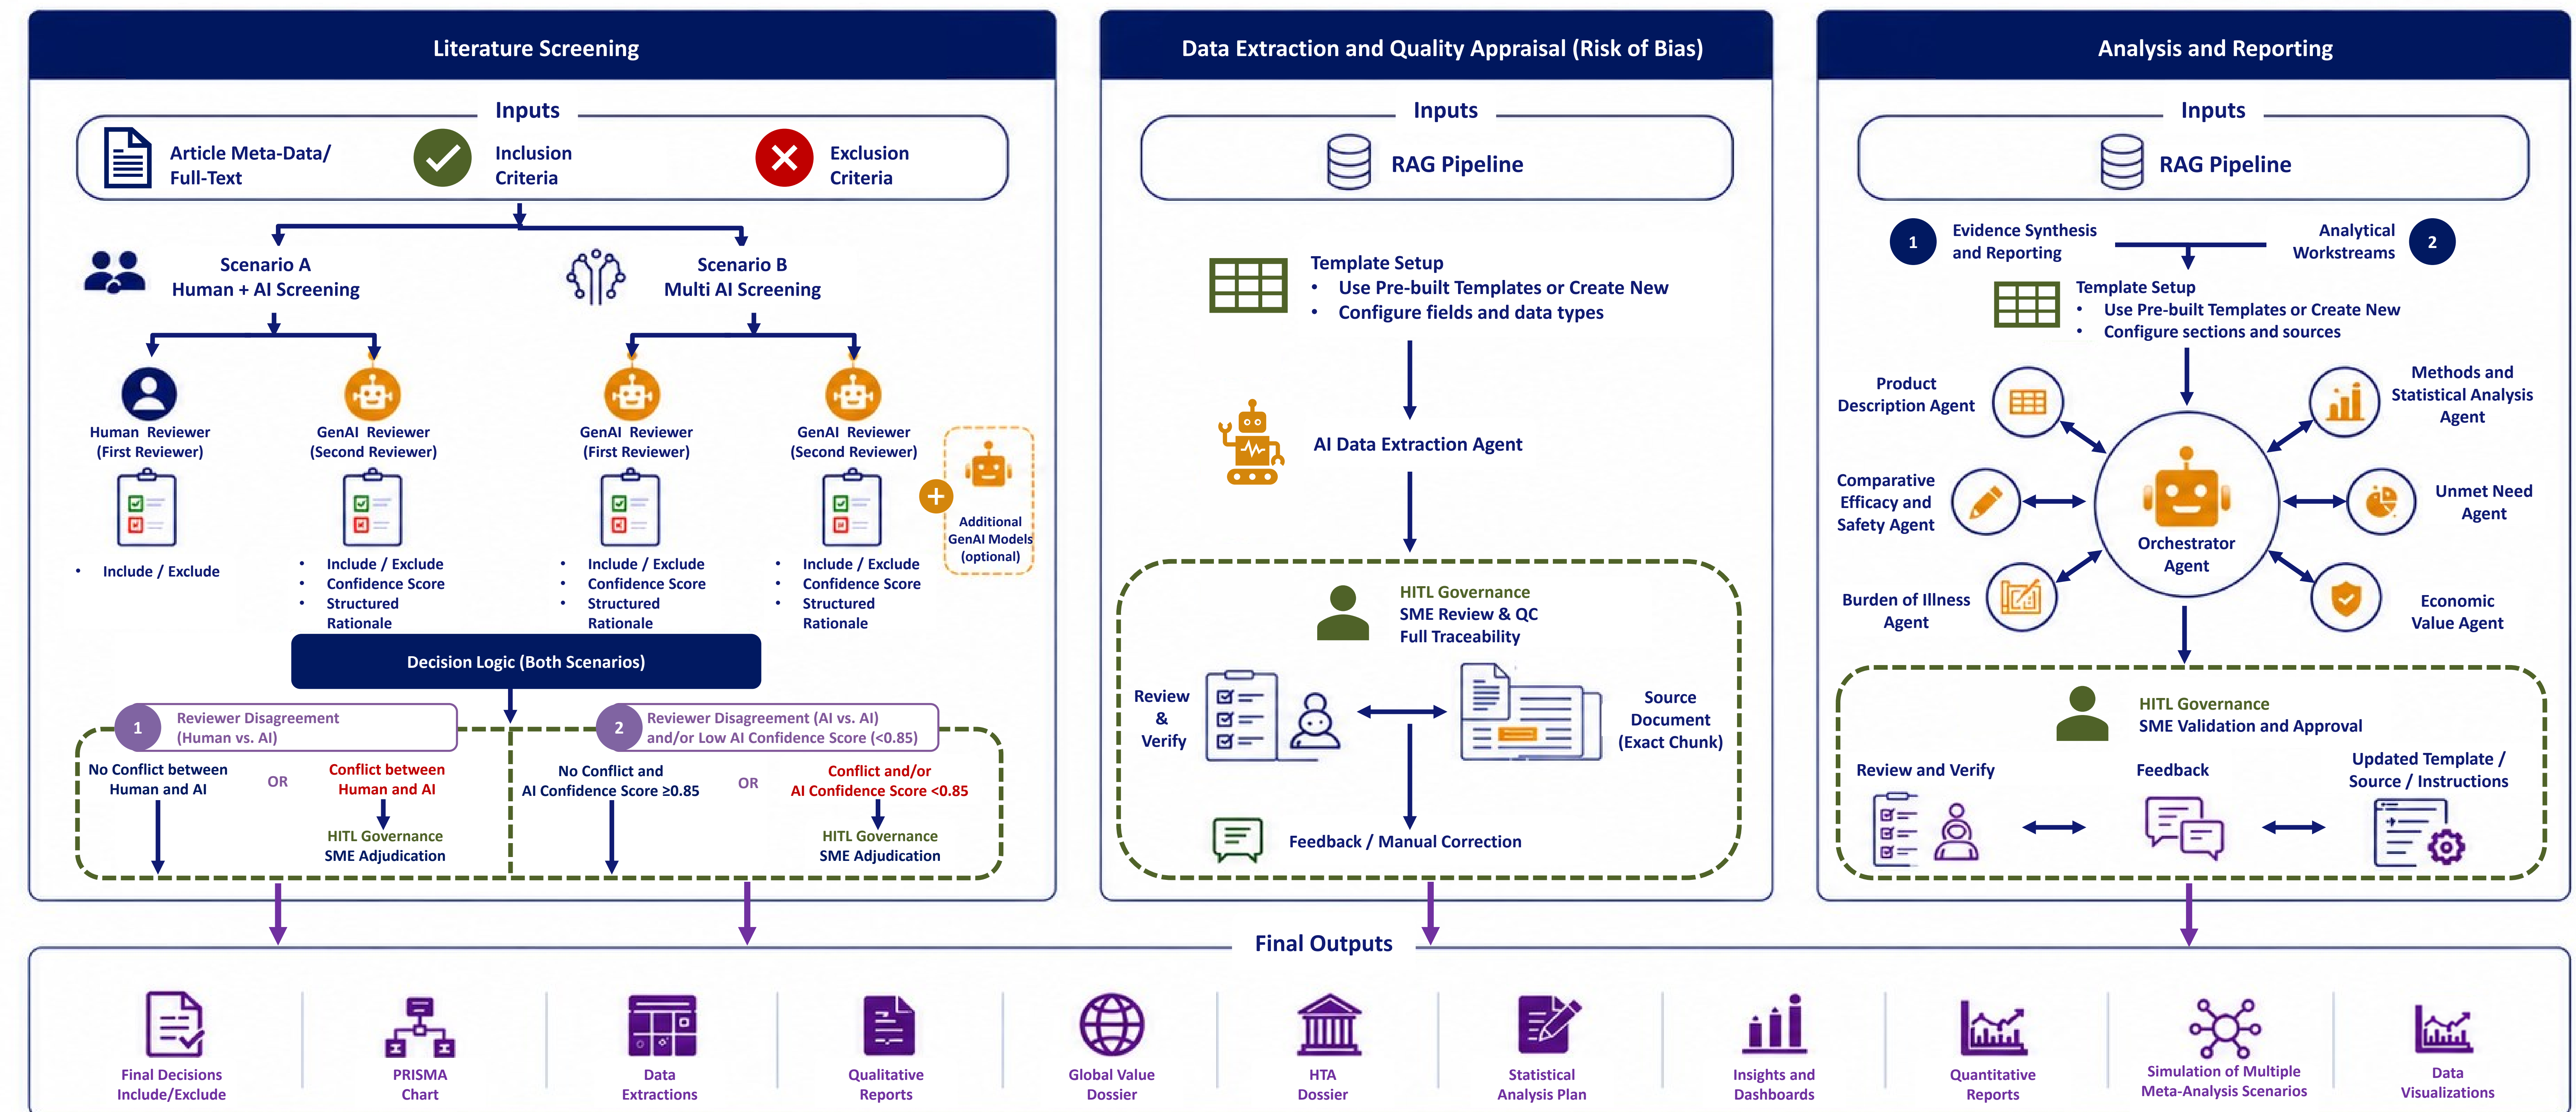 Literature Screening
Inputs
Article Meta-Data/
Full-Text
Inclusion
Criteria
Exclusion
Criteria
Scenario A
Human + AI Screening
Scenario B
Multi AI Screening
Human Reviewer
(First Reviewer)
GenAI Reviewer
(Second Reviewer)
GenAI Reviewer
(First Reviewer)
GenAI Reviewer
(Second Reviewer)
+
Additional
GenAI Models
(optional)
• Include / Exclude
• Include / Exclude
• Confidence Score
• Structured
Rationale
• Include / Exclude
• Confidence Score
• Structured
Rationale
• Include / Exclude
• Confidence Score
• Structured
Rationale
Decision Logic (Both Scenarios)
1
Reviewer Disagreement
(Human vs. AI)
2
Reviewer Disagreement (AI vs. AI)
and/or Low AI Confidence Score (<0.85)
No Conflict between
Human and AI
OR
Conflict between
Human and AI
HITL Governance
SME Adjudication
No Conflict and
AI Confidence Score ≥0.85
OR
Conflict and/or
AI Confidence Score <0.85
HITL Governance
SME Adjudication
Data Extraction and Quality Appraisal (Risk of Bias)
Inputs
RAG Pipeline
Template Setup
• Use Pre-built Templates or Create New
• Configure fields and data types
AI Data Extraction Agent
HITL Governance
SME Review & QC
Full Traceability
Review
&
Verify
Source
Document
(Exact Chunk)
Feedback / Manual Correction
Analysis and Reporting
Inputs
RAG Pipeline
1
Evidence Synthesis
and Reporting
Analytical
Workstreams
2
Template Setup
• Use Pre-built Templates or Create New
• Configure sections and sources
Product
Description Agent
Methods and
Statistical Analysis
Agent
Comparative
Efficacy and
Safety Agent
Orchestrator
Agent
Unmet Need
Agent
Burden of Illness
Agent
Economic
Value Agent
HITL Governance
SME Validation and Approval
Review and Verify
Feedback
Updated Template /
Source / Instructions
Final Outputs
Final Decisions
Include/Exclude
PRISMA
Chart
Data
Extractions
Qualitative
Reports
Global Value
Dossier
HTA
Dossier
Statistical
Analysis Plan
Insights and
Dashboards
Quantitative
Reports
Simulation of Multiple
Meta-Analysis Scenarios
Data
Visualizations